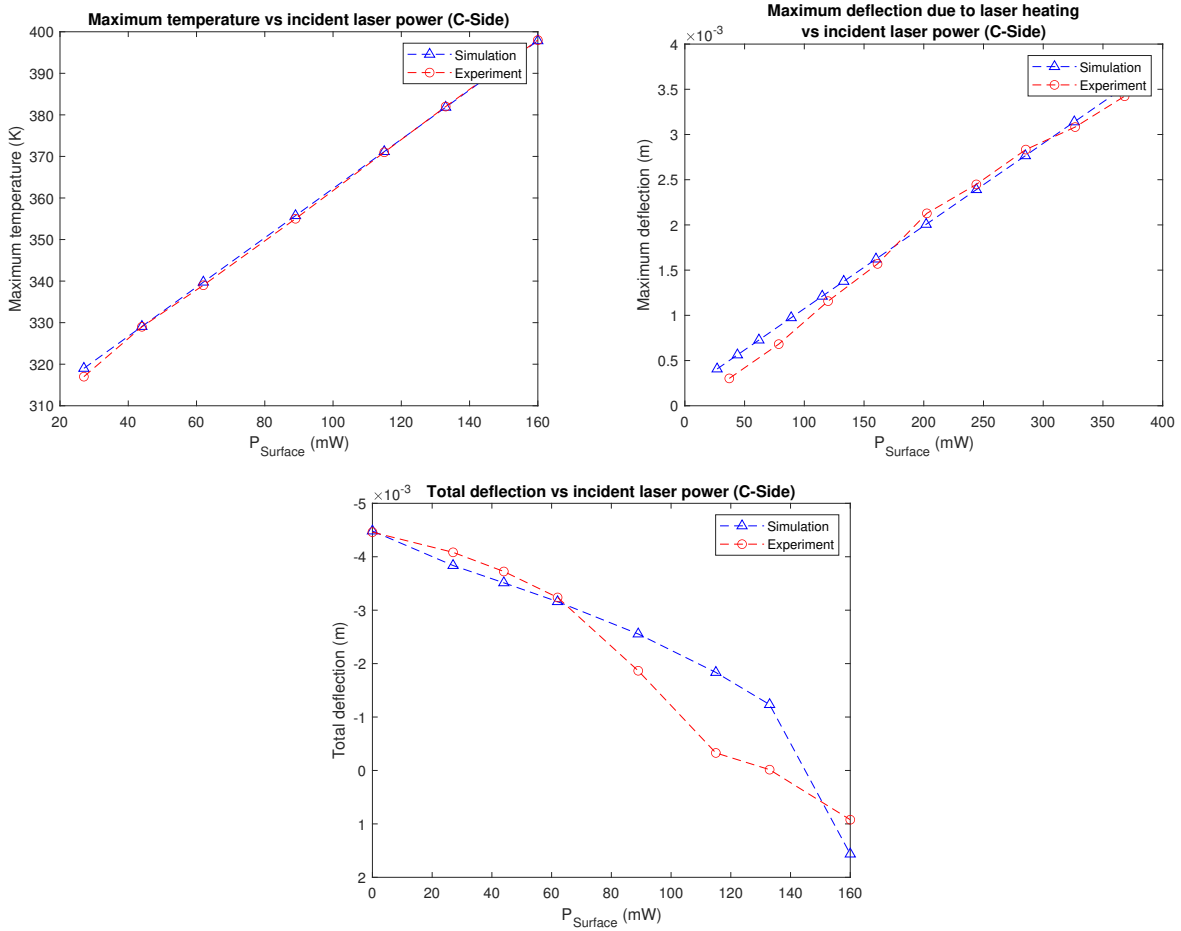 Maximum temperature vs incident laser power (C-Side)
400
390
380
370
360
350
340
330
320
310
Maximum temperature (K)
Simulation
Experiment
20 40 60 80 100 120 140 160
P_Surface (mW)
Maximum deflection due to laser heating
vs incident laser power (C-Side)
×10^-3
4
3.5
3
2.5
2
1.5
1
0.5
0
Maximum deflection (m)
Simulation
Experiment
0 50 100 150 200 250 300 350 400
P_Surface (mW)
Total deflection vs incident laser power (C-Side)
×10^-3
-5
-4
-3
-2
-1
0
1
2
Total deflection (m)
Simulation
Experiment
0 20 40 60 80 100 120 140 160
P_Surface (mW)